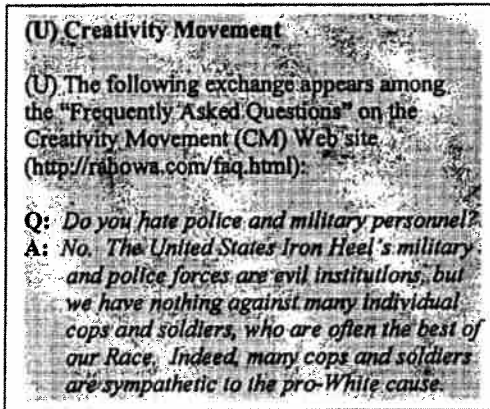 (U) Creativity Movement
(U) The following exchange appears among
the "Frequently Asked Questions" on the
Creativity Movement (CM) Web site
(http://rahowa.com/faq.html):
Q: Do you hate police and military personnel?
A: No. The United States Iron Heel's military
and police forces are evil institutions, but
we have nothing against many individual
cops and soldiers, who are often the best of
our Race. Indeed, many cops and soldiers
are sympathetic to the pro-White cause.